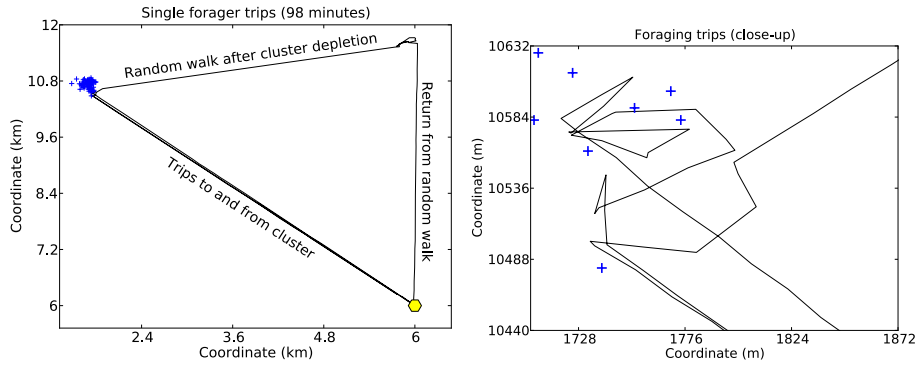 Single forager trips (98 minutes)
12
10.8
9.6
8.4
7.2
6
Coordinate (km)
Random walk after cluster depletion
Trips to and from cluster
Return from random walk
2.4
3.6
4.8
6
Coordinate (km)
Foraging trips (close-up)
10632
10584
10536
10488
10440
Coordinate (m)
1728
1776
1824
1872
Coordinate (m)